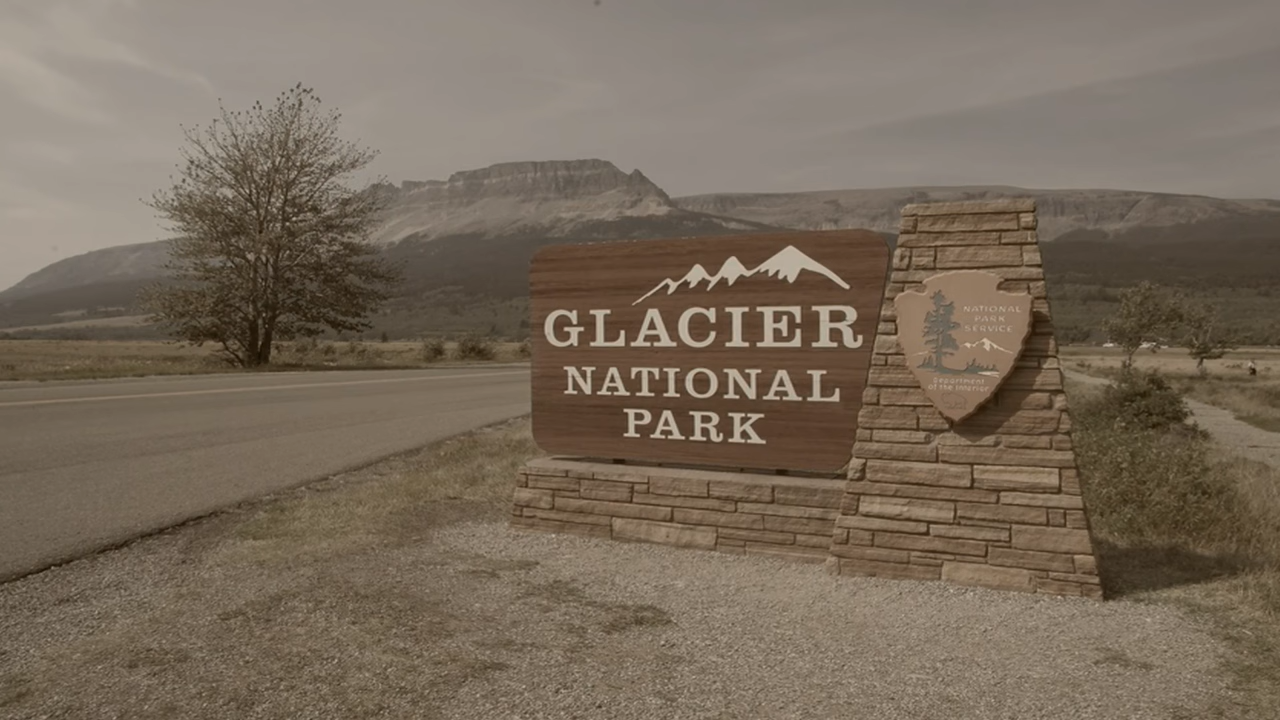 GLACIER
NATIONAL
PARK
NATIONAL
PARK
SERVICE
Department
of the Interior